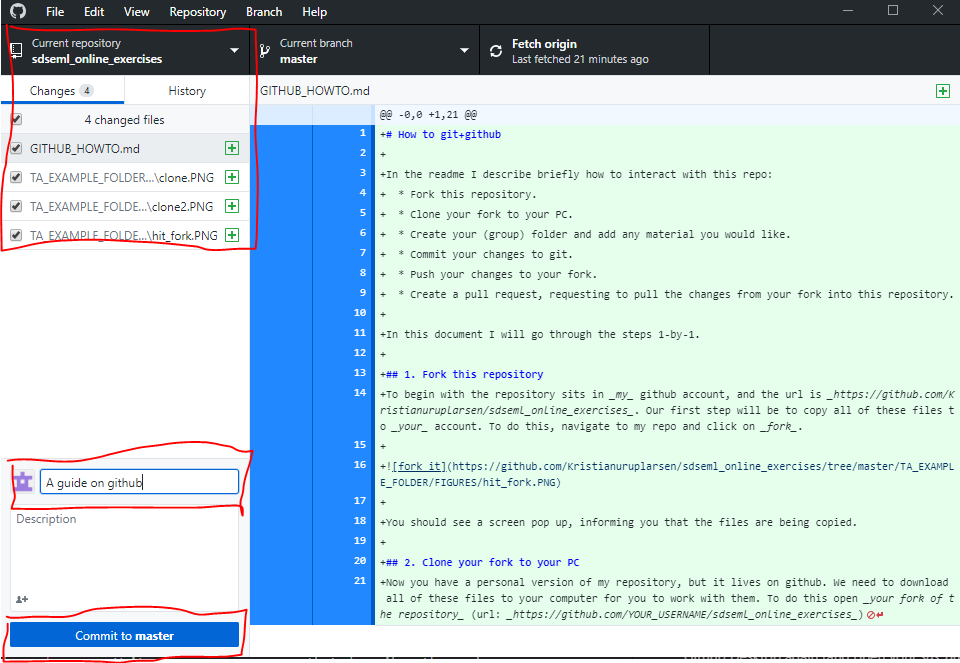 File Edit View Repository Branch Help
Current repository
sdseml_online_exercises
Current branch
master
Fetch origin
Last fetched 21 minutes ago
Changes 4
History
4 changed files
GITHUB_HOWTO.md
TA_EXAMPLE_FOLDER...\clone.PNG
TA_EXAMPLE_FOLDE...\clone2.PNG
TA_EXAMPLE_FOLDE...\hit_fork.PNG
A guide on github
Description
Commit to master
GITHUB_HOWTO.md
@@ -0,0 +1,21 @@
1 +# How to git+github
2 +
3 +In the readme I describe briefly how to interact with this repo:
4 +  * Fork this repository.
5 +  * Clone your fork to your PC.
6 +  * Create your (group) folder and add any material you would like.
7 +  * Commit your changes to git.
8 +  * Push your changes to your fork.
9 +  * Create a pull request, requesting to pull the changes from your fork into this repository.
10 +
11 +In this document I will go through the steps 1-by-1.
12 +
13 +## 1. Fork this repository
14 +To begin with the repository sits in _my_ github account, and the url is _https://github.com/K
ristianuruplarsen/sdseml_online_exercises_. Our first step will be to copy all of these files t
o _your_ account. To do this, navigate to my repo and click on _fork_.
15 +
16 +![fork it](https://github.com/Kristianuruplarsen/sdseml_online_exercises/tree/master/TA_EXAMPL
E_FOLDER/FIGURES/hit_fork.PNG)
17 +
18 +You should see a screen pop up, informing you that the files are being copied.
19 +
20 +## 2. Clone your fork to your PC
21 +Now you have a personal version of my repository, but it lives on github. We need to download
all of these files to your computer for you to work with them. To do this open _your fork of t
he repository_ (url: _https://github.com/YOUR_USERNAME/sdseml_online_exercises_)